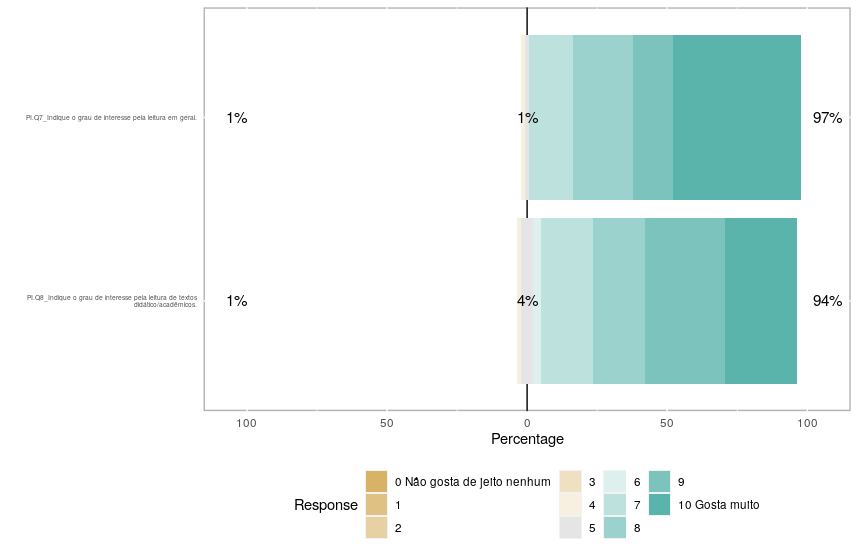 PI.Q7_Indique o grau de interesse pela leitura em geral.
1%
1%
97%
PI.Q8_Indique o grau de interesse pela leitura de textos
didático/acadêmicos.
1%
4%
94%
100
50
0
50
100
Percentage
Response
0 Não gosta de jeito nenhum
1
2
3
4
5
6
7
8
9
10 Gosta muito